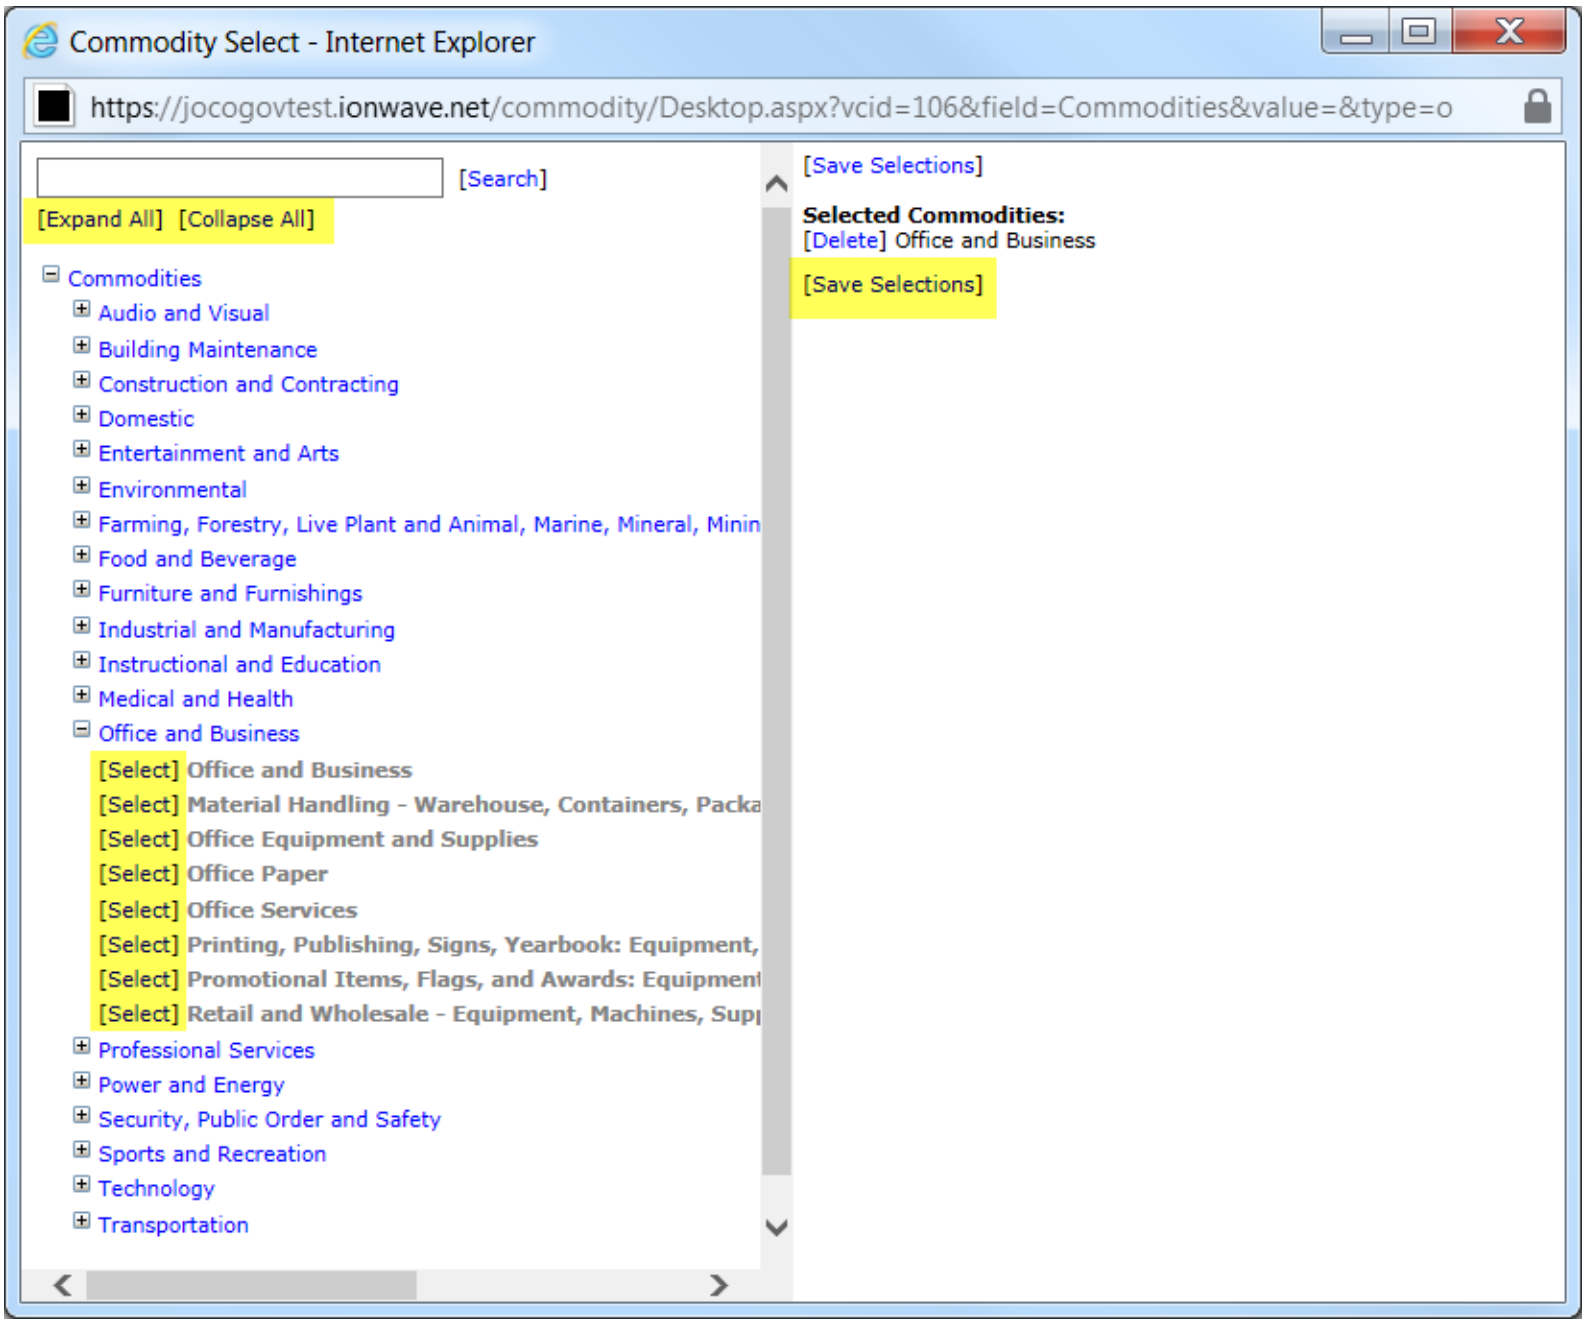 Commodity Select - Internet Explorer
https://jocogovtest.ionwave.net/commodity/Desktop.aspx?vcid=106&field=Commodities&value=&type=o
[Search]
[Expand All] [Collapse All]
Commodities
Audio and Visual
Building Maintenance
Construction and Contracting
Domestic
Entertainment and Arts
Environmental
Farming, Forestry, Live Plant and Animal, Marine, Mineral, Minin
Food and Beverage
Furniture and Furnishings
Industrial and Manufacturing
Instructional and Education
Medical and Health
Office and Business
[Select] Office and Business
[Select] Material Handling - Warehouse, Containers, Packa
[Select] Office Equipment and Supplies
[Select] Office Paper
[Select] Office Services
[Select] Printing, Publishing, Signs, Yearbook: Equipment,
[Select] Promotional Items, Flags, and Awards: Equipment
[Select] Retail and Wholesale - Equipment, Machines, Supp
Professional Services
Power and Energy
Security, Public Order and Safety
Sports and Recreation
Technology
Transportation
[Save Selections]
Selected Commodities:
[Delete] Office and Business
[Save Selections]